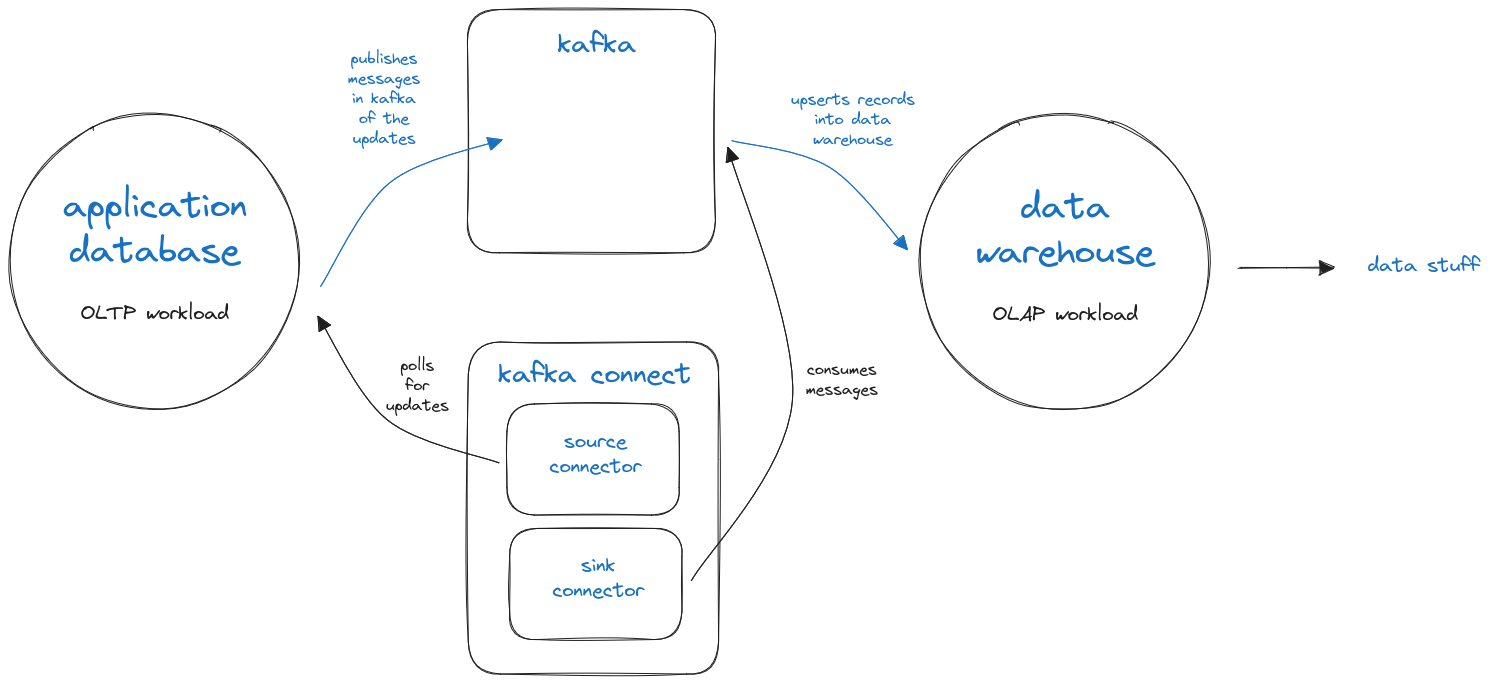 kafka
publishes
messages
in kafka
of the
updates
upserts records
into data
warehouse
application
database
OLTP workload
data
warehouse
OLAP workload
data stuff
polls
for
updates
kafka connect
source
connector
sink
connector
consumes
messages